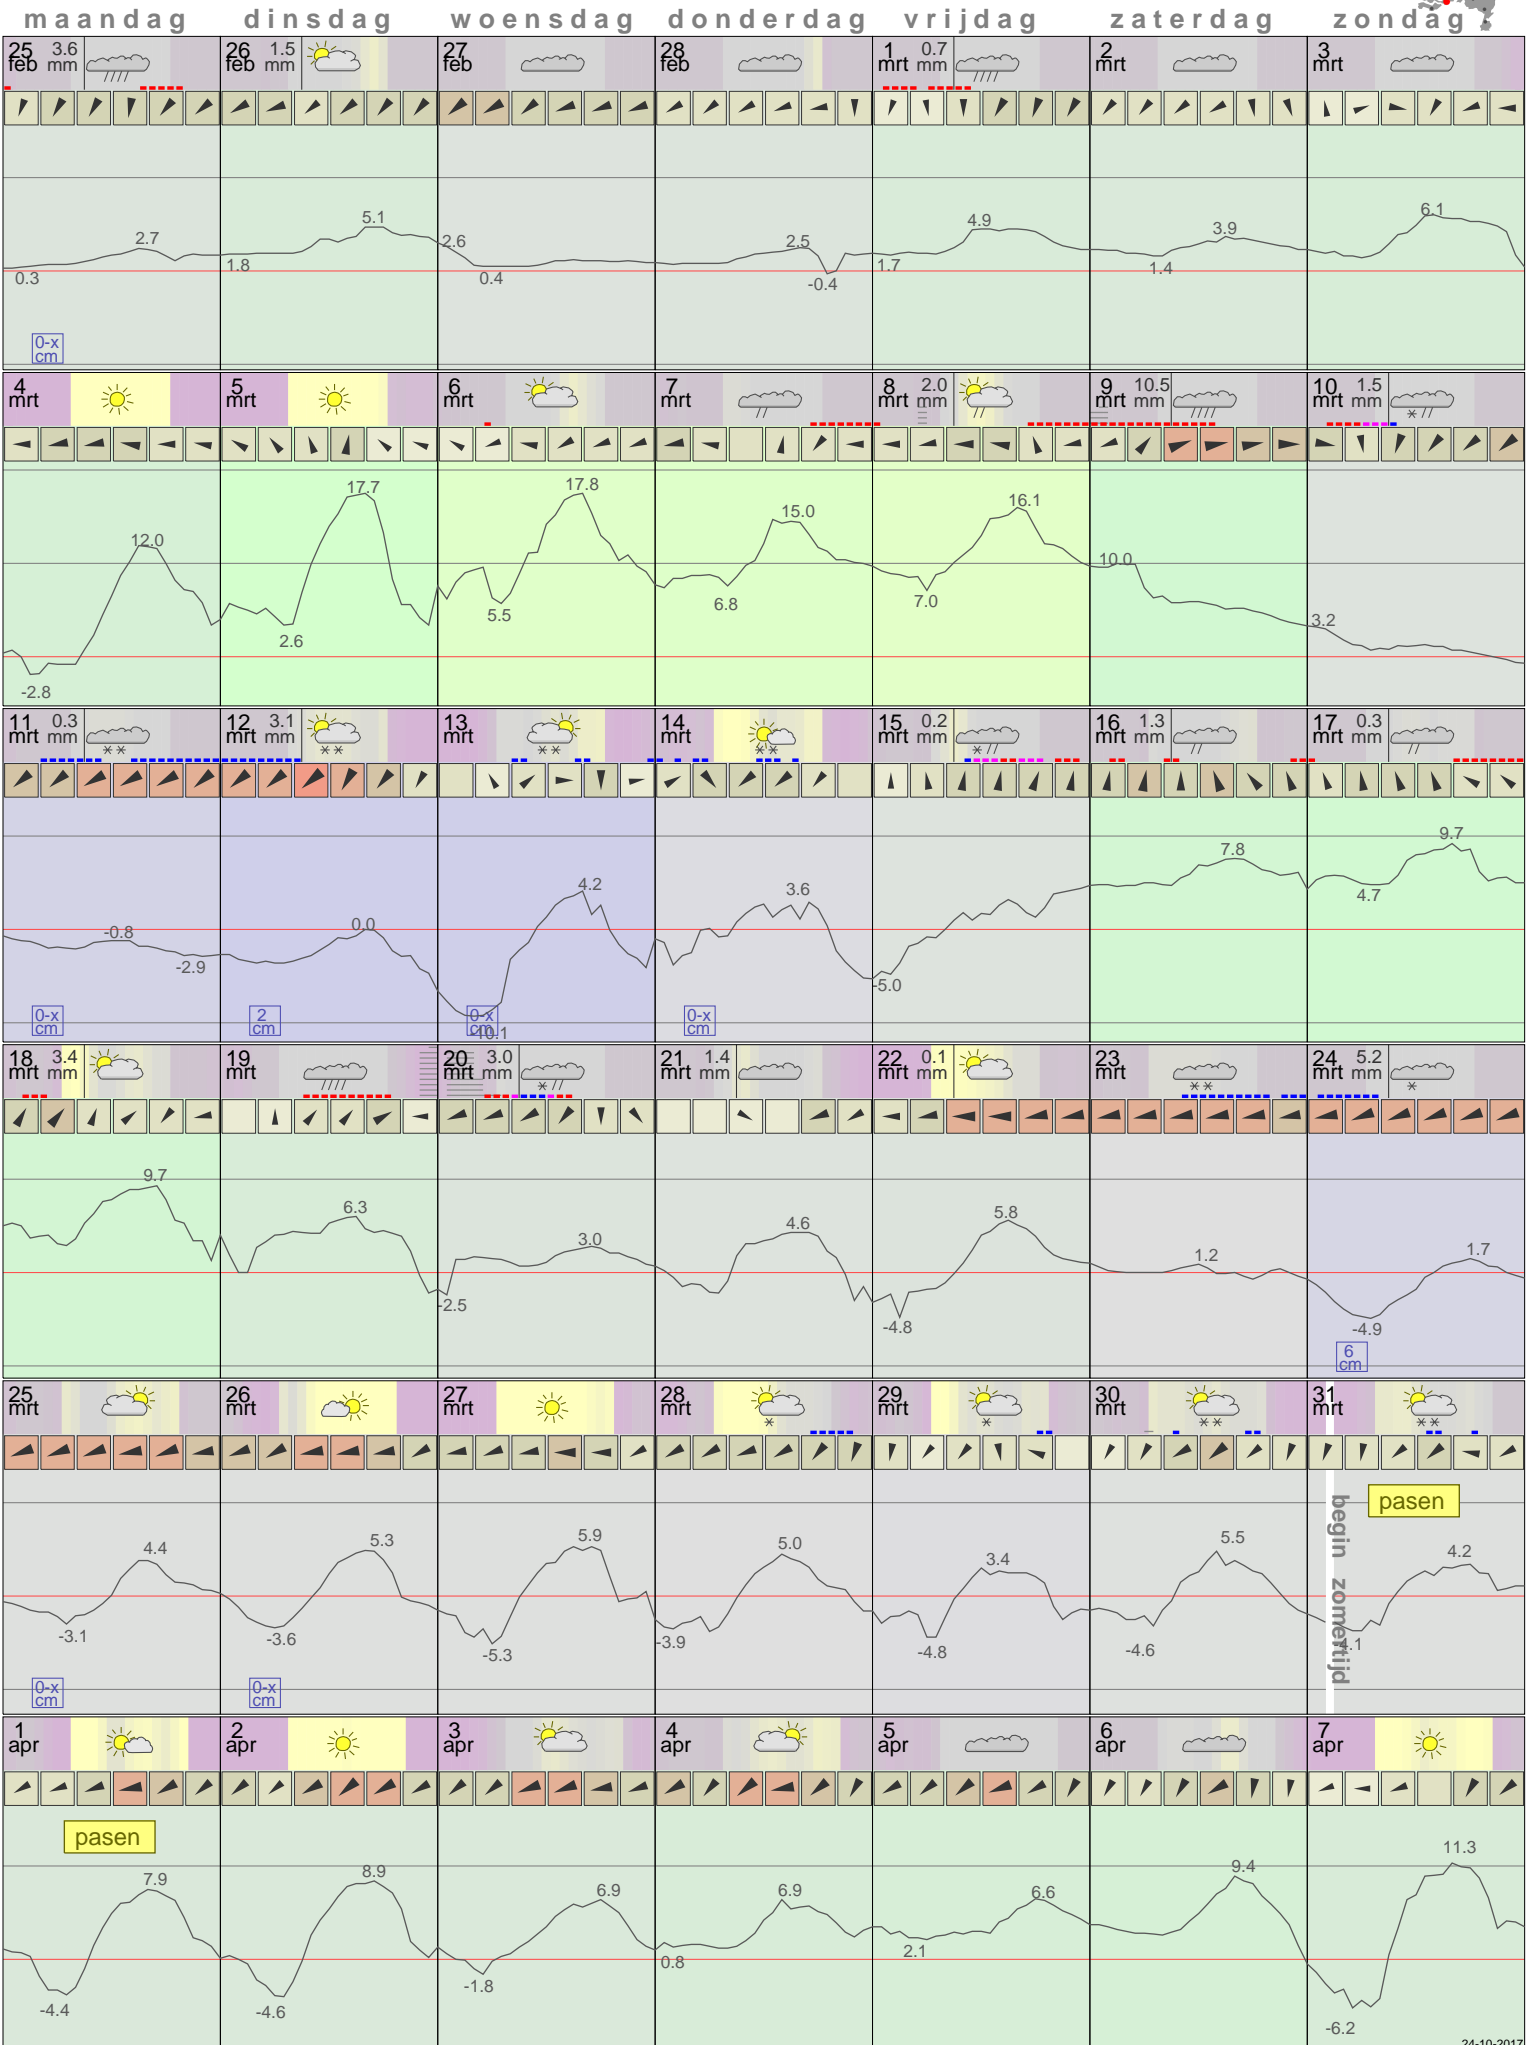 maandag dinsdag woensdag donderdag vrijdag zaterdag zondag
25 feb 3.6 mm 26 feb 1.5 mm 27 feb 28 feb 1 mrt 0.7 mm 2 mrt 3 mrt
0.3 2.7 1.8 5.1 2.6 0.4 2.5 -0.4 1.7 4.9 1.4 3.9 6.1
0-x cm
4 mrt 5 mrt 6 mrt 7 mrt 8 mrt 2.0 mm 9 mrt 10.5 mm 10 mrt 1.5 mm
-2.8 12.0 2.6 17.7 5.5 17.8 6.8 15.0 7.0 16.1 10.0 3.2
11 mrt 0.3 mm 12 mrt 3.1 mm 13 mrt 14 mrt 15 mrt 0.2 mm 16 mrt 1.3 mm 17 mrt 0.3 mm
-0.8 -2.9 0.0 -10.1 4.2 3.6 -5.0 7.8 4.7 9.7
0-x cm 2 cm 0-x cm 0-x cm
18 mrt 3.4 mm 19 mrt 20 mrt 3.0 mm 21 mrt 1.4 mm 22 mrt 0.1 mm 23 mrt 24 mrt 5.2 mm
9.7 6.3 -2.5 3.0 4.6 -4.8 5.8 1.2 -4.9 1.7
6 cm
25 mrt 26 mrt 27 mrt 28 mrt 29 mrt 30 mrt 31 mrt
pasen
begin zomertijd
-3.1 4.4 -3.6 5.3 -5.3 5.9 -3.9 5.0 -4.8 3.4 -4.6 5.5 -4.1 4.2
0-x cm 0-x cm
1 apr 2 apr 3 apr 4 apr 5 apr 6 apr 7 apr
pasen
-4.4 7.9 -4.6 8.9 -1.8 6.9 0.8 6.9 2.1 6.6 9.4 -6.2 11.3
24-10-2017